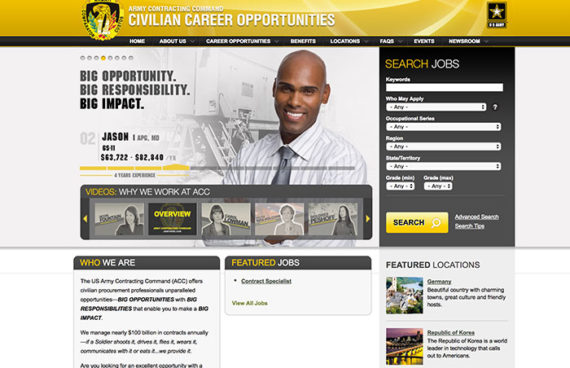 ARMY CONTRACTING COMMAND
CIVILIAN CAREER OPPORTUNITIES
U.S. ARMY
HOME ABOUT US CAREER OPPORTUNITIES BENEFITS LOCATIONS FAQS EVENTS NEWSROOM
BIG OPPORTUNITY.
BIG RESPONSIBILITY.
BIG IMPACT.
02 JASON | APG, MD
GS-11
$63,722 - $82,840 /YR
4 YEARS EXPERIENCE
VIDEOS: WHY WE WORK AT ACC
OVERVIEW
SEARCH JOBS
Keywords
Who May Apply
- Any -
?
Occupational Series
- Any -
Region
- Any -
State/Territory
- Any -
Grade (min) Grade (max)
- Any - - Any -
SEARCH
Advanced Search
Search Tips
WHO WE ARE
The US Army Contracting Command (ACC) offers
civilian procurement professionals unparalleled
opportunities—BIG OPPORTUNITIES with BIG
RESPONSIBILITIES that enable you to make a BIG
IMPACT.
We manage nearly $100 billion in contracts annually
—if a Soldier shoots it, drives it, flies it, wears it,
communicates with it or eats it...we provide it.
Are you looking for an excellent opportunity with a
FEATURED JOBS
Contract Specialist
View All Jobs
FEATURED LOCATIONS
Germany
Beautiful country with charming
towns, great culture and friendly
hosts.
Republic of Korea
The Republic of Korea is a world
leader in technology that calls
out to Americans.